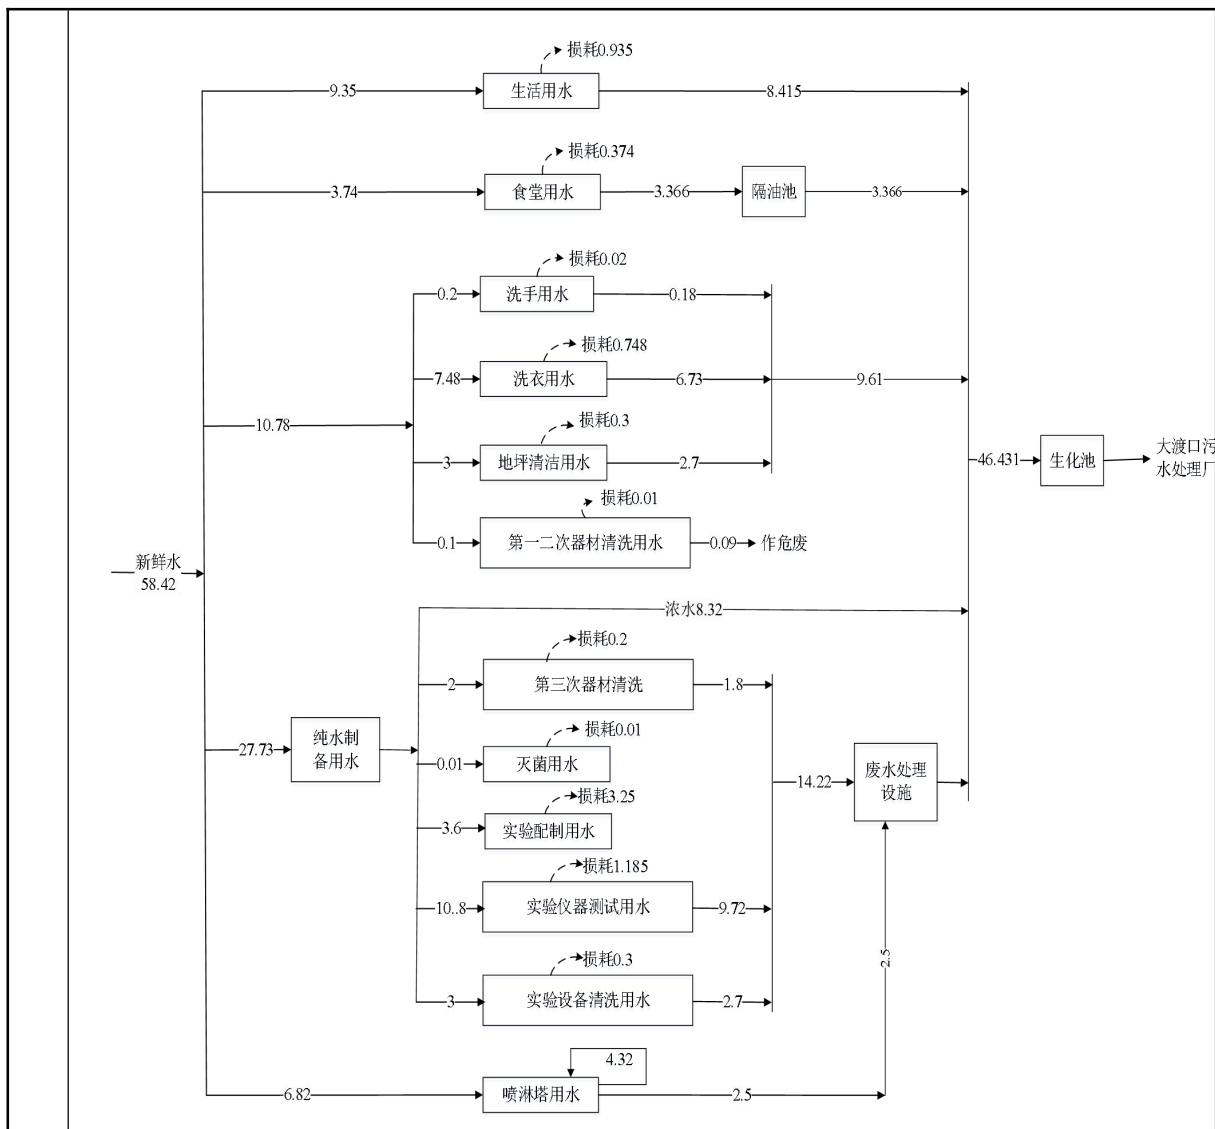 损耗0.935
9.35
生活用水
8.415
损耗0.374
3.74
食堂用水
3.366
隔油池
3.366
损耗0.02
0.2
洗手用水
0.18
损耗0.748
7.48
洗衣用水
6.73
9.61
损耗0.3
10.78
3
地坪清洁用水
2.7
46.431
生化池
大渡口污
水处理厂
损耗0.01
0.1
第一二次器材清洗用水
0.09
作危废
新鲜水
58.42
浓水8.32
损耗0.2
2
第三次器材清洗
1.8
27.73
纯水制
备用水
损耗0.01
0.01
灭菌用水
14.22
废水处理
设施
损耗3.25
3.6
实验配制用水
损耗1.185
10..8
实验仪器测试用水
9.72
损耗0.3
3
实验设备清洗用水
2.7
2.5
4.32
6.82
喷淋塔用水
2.5